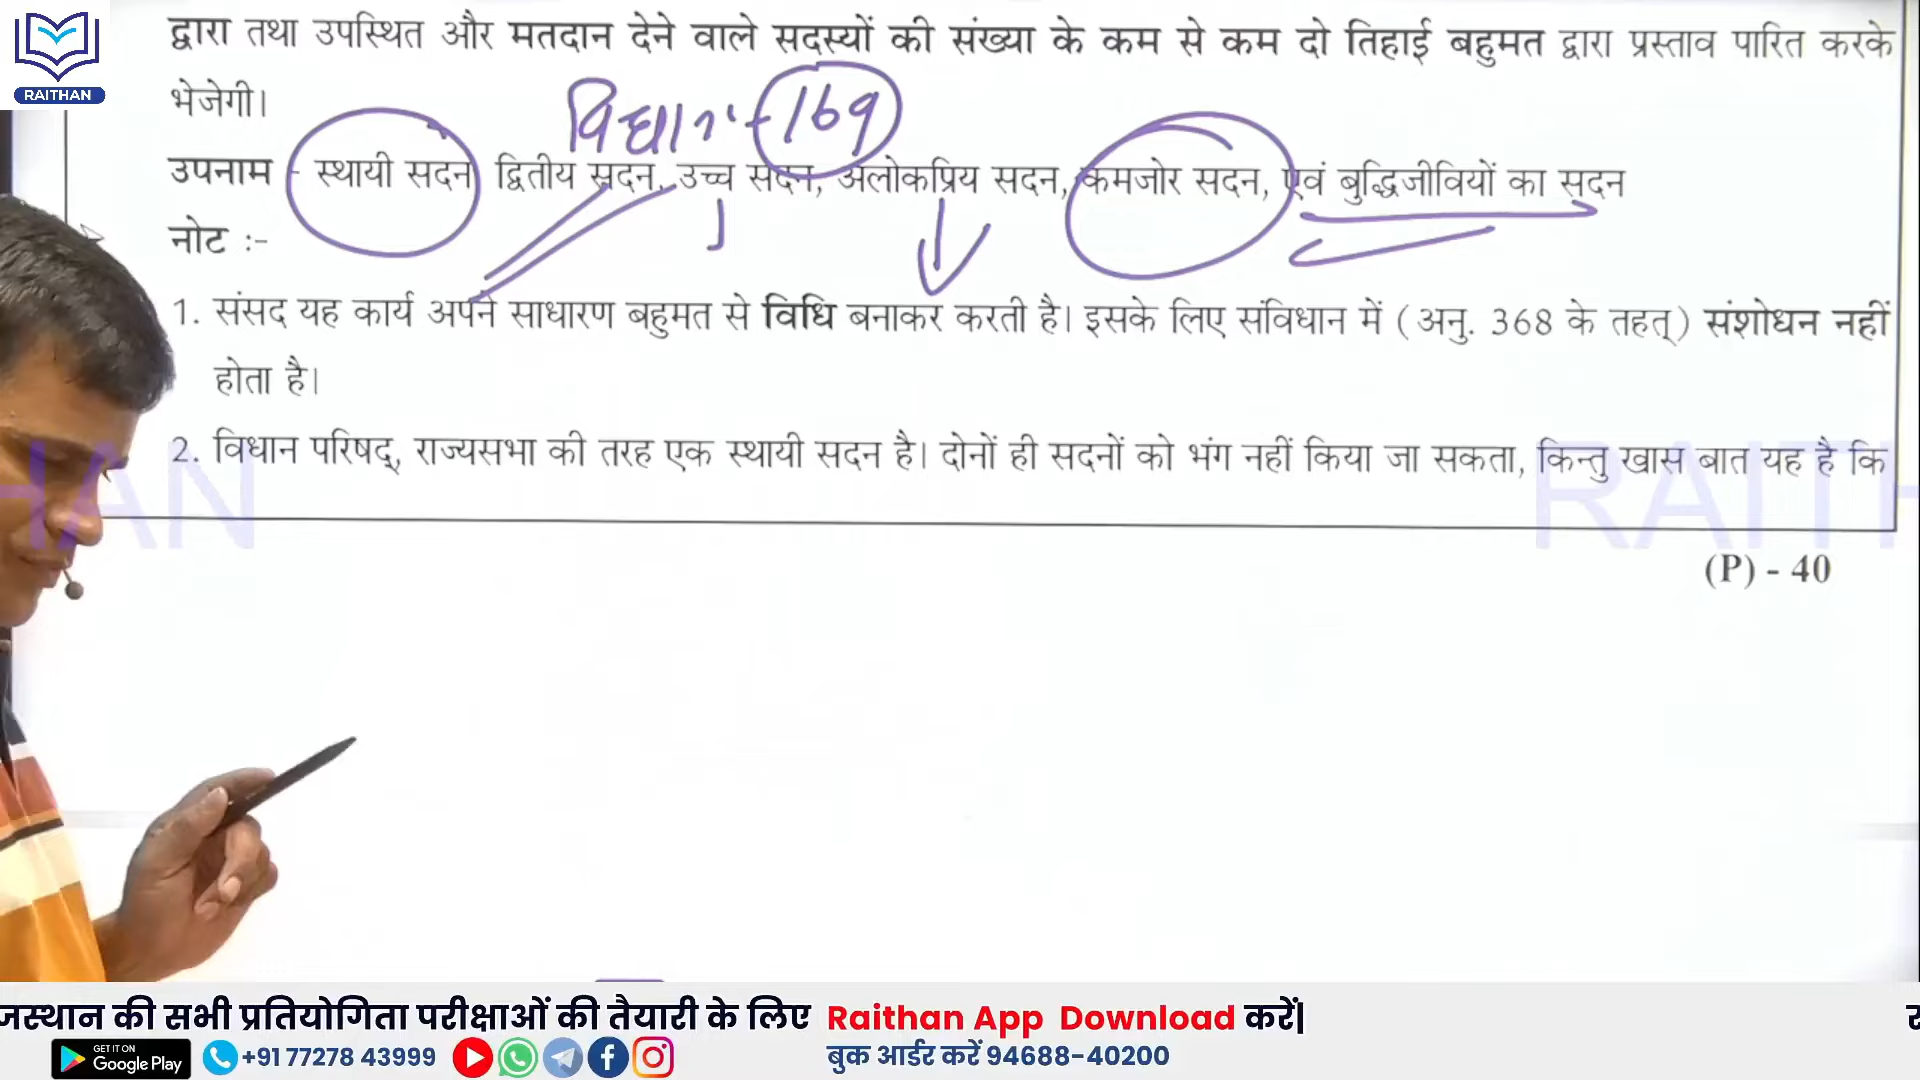 द्वारा तथा उपस्थित और मतदान देने वाले सदस्यों की संख्या के कम से कम दो तिहाई बहुमत द्वारा प्रस्ताव पारित करके
भेजेगी।
169
उपनाम - स्थायी सदन, द्वितीय सदन, उच्च सदन, अलोकप्रिय सदन, कमजोर सदन, एवं बुद्धिजीवियों का सदन
नोट :-
1. संसद यह कार्य अपने साधारण बहुमत से विधि बनाकर करती है। इसके लिए संविधान में (अनु. 368 के तहत्) संशोधन नहीं
होता है।
2. विधान परिषद्, राज्यसभा की तरह एक स्थायी सदन है। दोनों ही सदनों को भंग नहीं किया जा सकता, किन्तु खास बात यह है कि
(P) - 40
RAITHAN
HAN
RAITH
जस्थान की सभी प्रतियोगिता परीक्षाओं की तैयारी के लिए Raithan App Download करें|
GET IT ON
Google Play
+91 77278 43999
बुक आर्डर करें 94688-40200